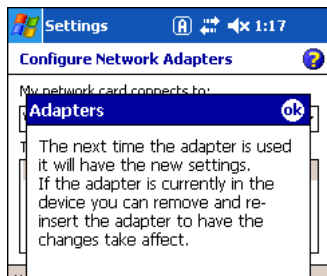 Settings A 1:17
Configure Network Adapters ?
My network card connects to:
Adapters ok
The next time the adapter is used
it will have the new settings.
If the adapter is currently in the
device you can remove and re-
insert the adapter to have the
changes take affect.